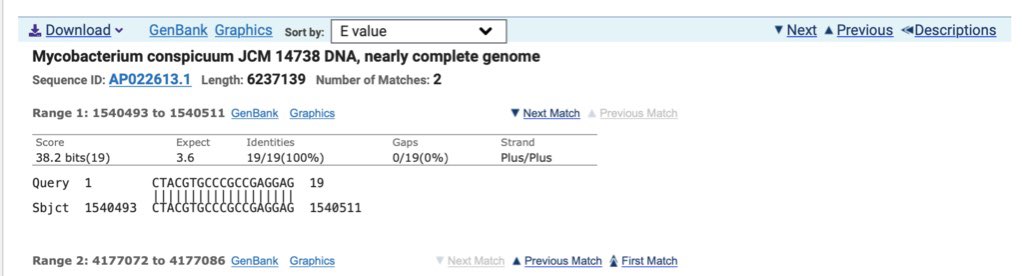 Download GenBank Graphics Sort by: E value Next Previous Descriptions
Mycobacterium conspicuum JCM 14738 DNA, nearly complete genome
Sequence ID: AP022613.1 Length: 6237139 Number of Matches: 2
Range 1: 1540493 to 1540511 GenBank Graphics Next Match Previous Match
Score Expect Identities Gaps Strand
38.2 bits(19) 3.6 19/19(100%) 0/19(0%) Plus/Plus
Query 1 CTACGTGCCCGCCGAGGAG 19
Sbjct 1540493 CTACGTGCCCGCCGAGGAG 1540511
Range 2: 4177072 to 4177086 GenBank Graphics Next Match Previous Match First Match